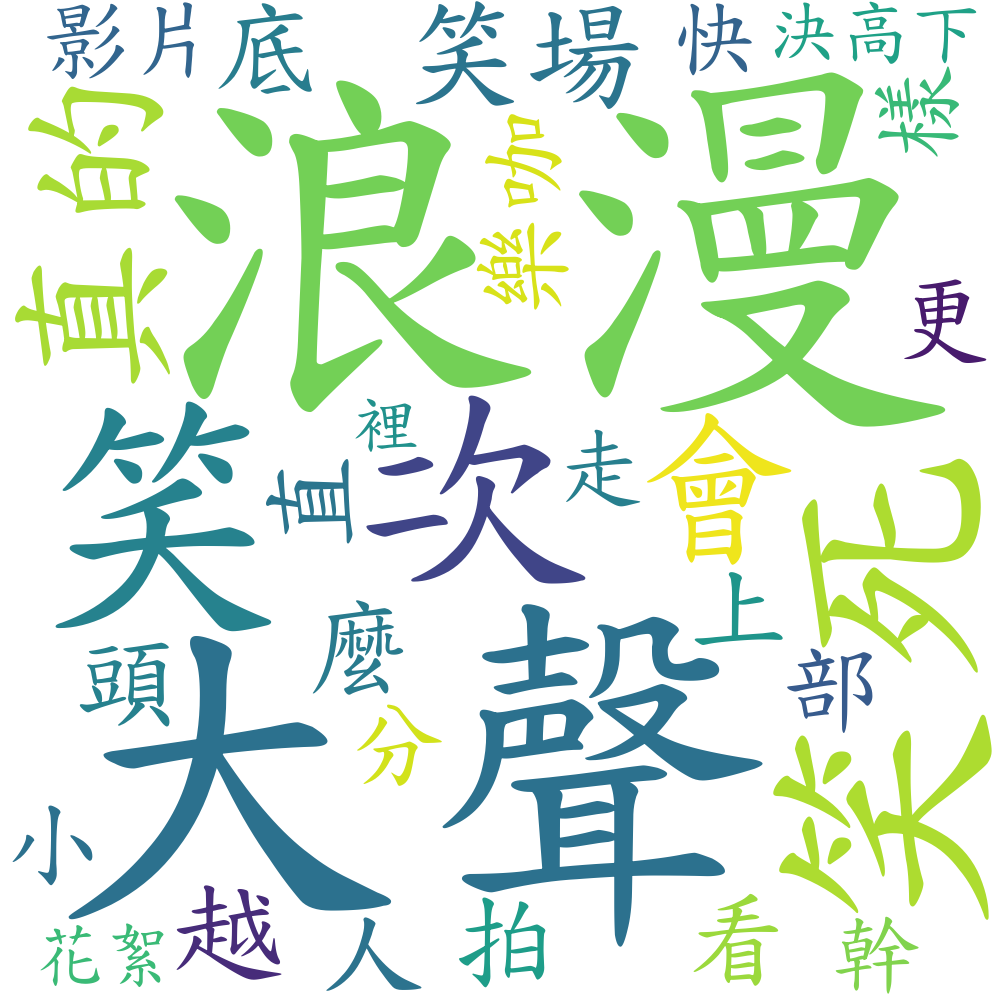 影片
底
笑場
快
決高下
樣
真的
浪漫
樂咖
更
笑
直
裡
次
走
會
笑死
大聲
上
頭
麼
部
分
小
花絮
越
人
拍
看
幹